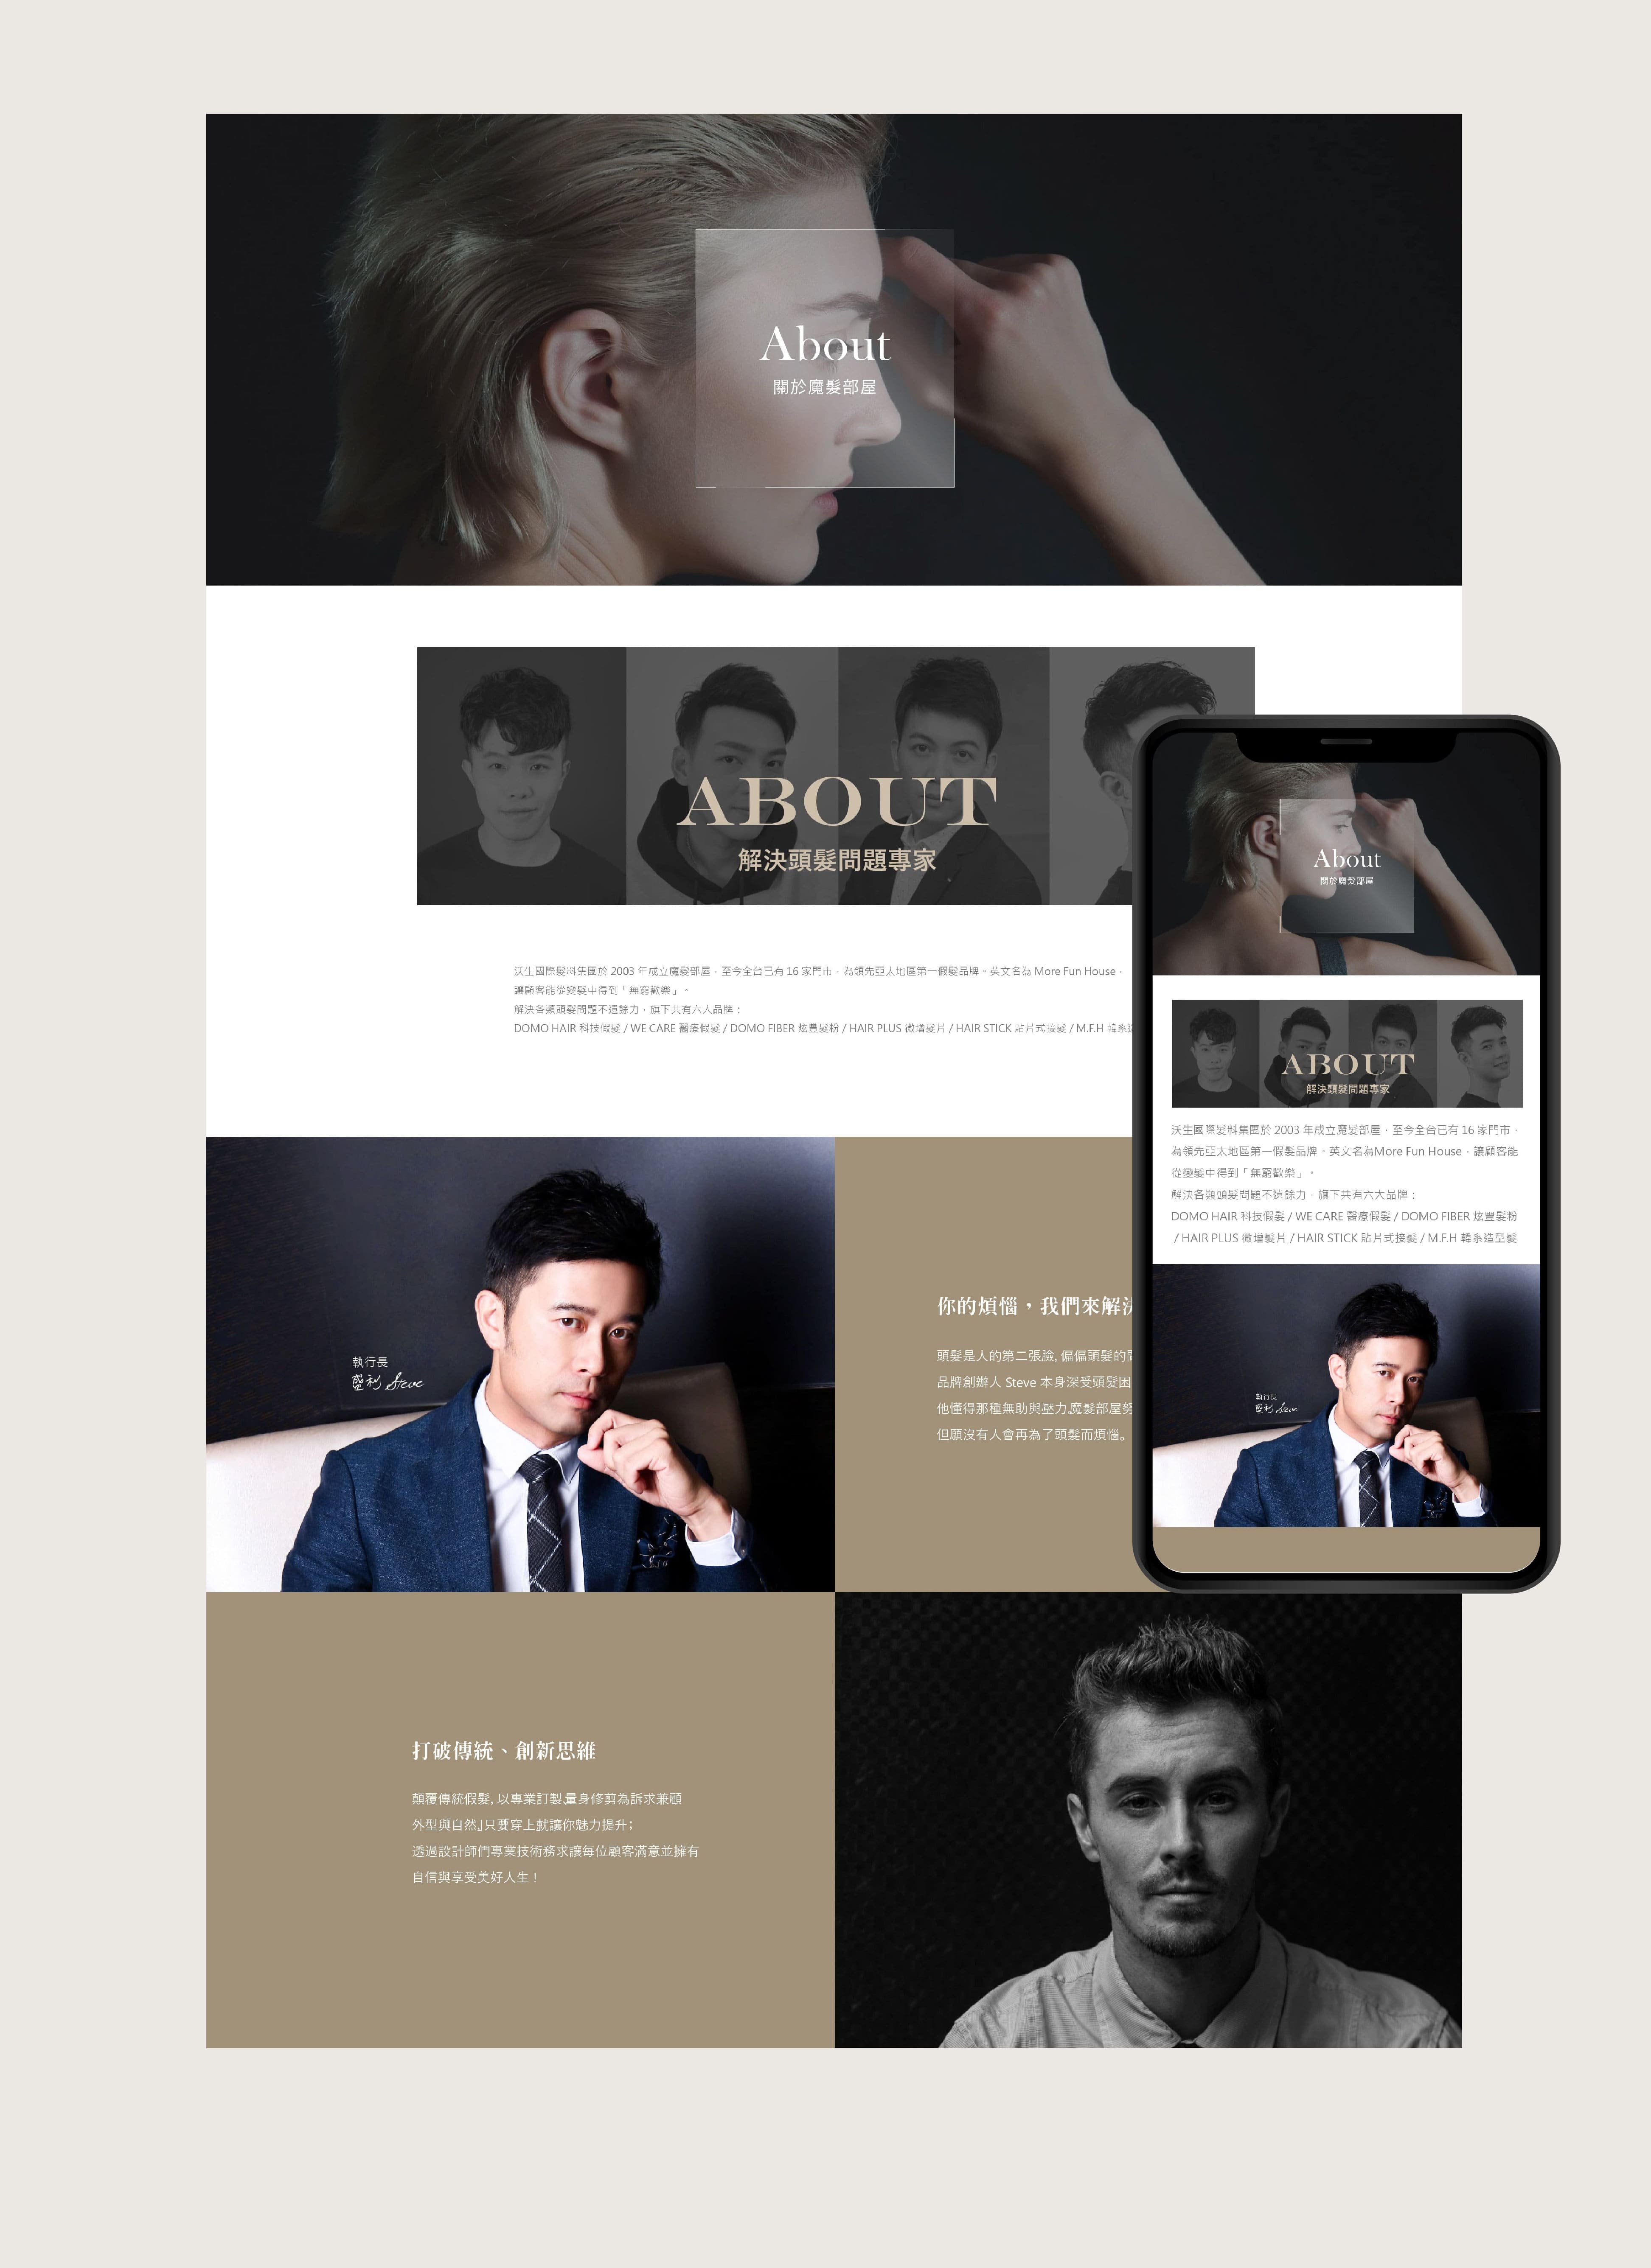 About
關於魔髮部屋
ABOUT
解決頭髮問題專家
沃生國際髮料集團於 2003 年成立魔髮部屋，至今全台已有 16 家門市，為領先亞太地區第一假髮品牌。英文名為 More Fun House，
讓顧客能從變髮中得到「無窮歡樂」。
解決各類頭髮問題不遺餘力，旗下共有六大品牌：
DOMO HAIR 科技假髮 / WE CARE 醫療假髮 / DOMO FIBER 炫豐髮粉 / HAIR PLUS 微增髮片 / HAIR STICK 貼片式接髮 / M.F.H 韓系
執行長
Steve
你的煩惱，我們來解決
頭髮是人的第二張臉, 偏偏頭髮的
品牌創辦人 Steve 本身深受頭髮困
他懂得那種無助與壓力,魔髮部屋努
但願沒有人會再為了頭髮而煩惱。
打破傳統、創新思維
顛覆傳統假髮, 以專業訂製,量身修剪為訴求兼顧
外型與自然,只要穿上就讓你魅力提升；
透過設計師們專業技術務求讓每位顧客滿意並擁有
自信與享受美好人生！
About
關於魔髮部屋
ABOUT
解決頭髮問題專家
沃生國際髮料集團於 2003 年成立魔髮部屋，至今全台已有 16 家門市，
為領先亞太地區第一假髮品牌。英文名為More Fun House，讓顧客能
從變髮中得到「無窮歡樂」。
解決各類頭髮問題不遺餘力，旗下共有六大品牌：
DOMO HAIR 科技假髮 / WE CARE 醫療假髮 / DOMO FIBER 炫豐髮粉
/ HAIR PLUS 微增髮片 / HAIR STICK 貼片式接髮 / M.F.H 韓系造型髮
執行長
Steve